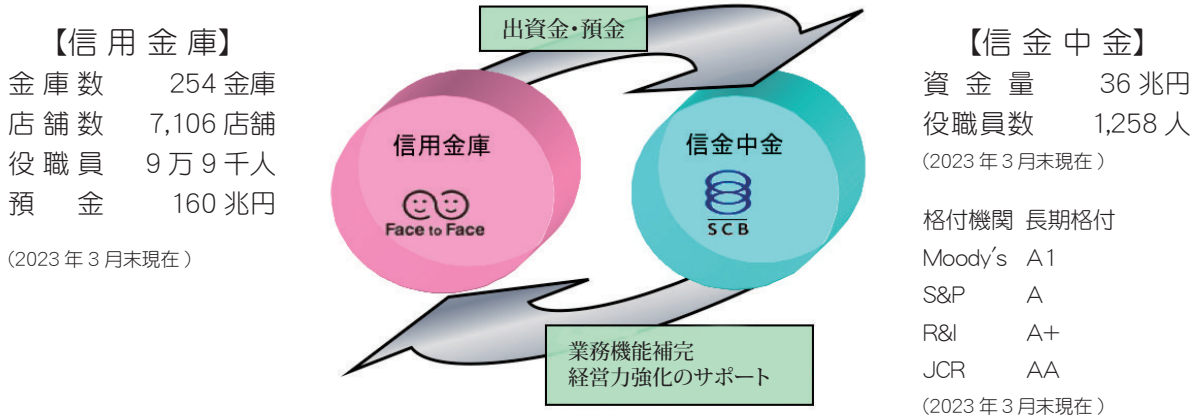 【信用金庫】
金庫数 254金庫
店舗数 7,106店舗
役職員 9万9千人
預金 160兆円
(2023年3月末現在)
出資金・預金
信用金庫
Face to Face
信金中金
SCB
業務機能補完
経営力強化のサポート
【信金中金】
資金量 36兆円
役職員数 1,258人
(2023年3月末現在)
格付機関 長期格付
Moody's A1
S&P A
R&I A+
JCR AA
(2023年3月末現在)